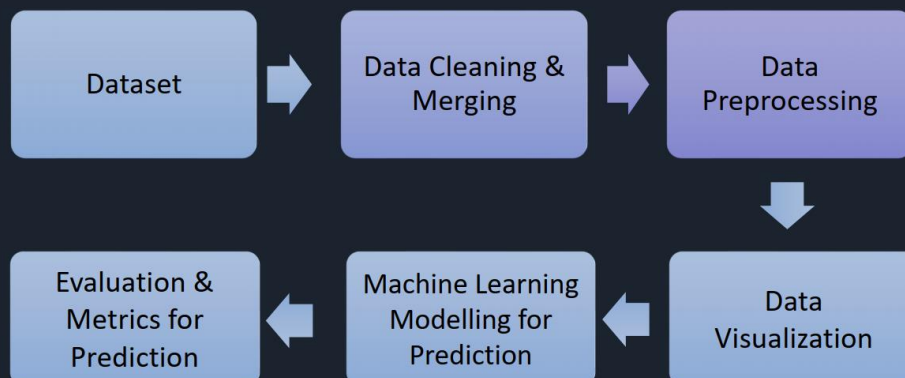 Dataset
Data Cleaning &
Merging
Data
Preprocessing
Data
Visualization
Machine Learning
Modelling for
Prediction
Evaluation &
Metrics for
Prediction